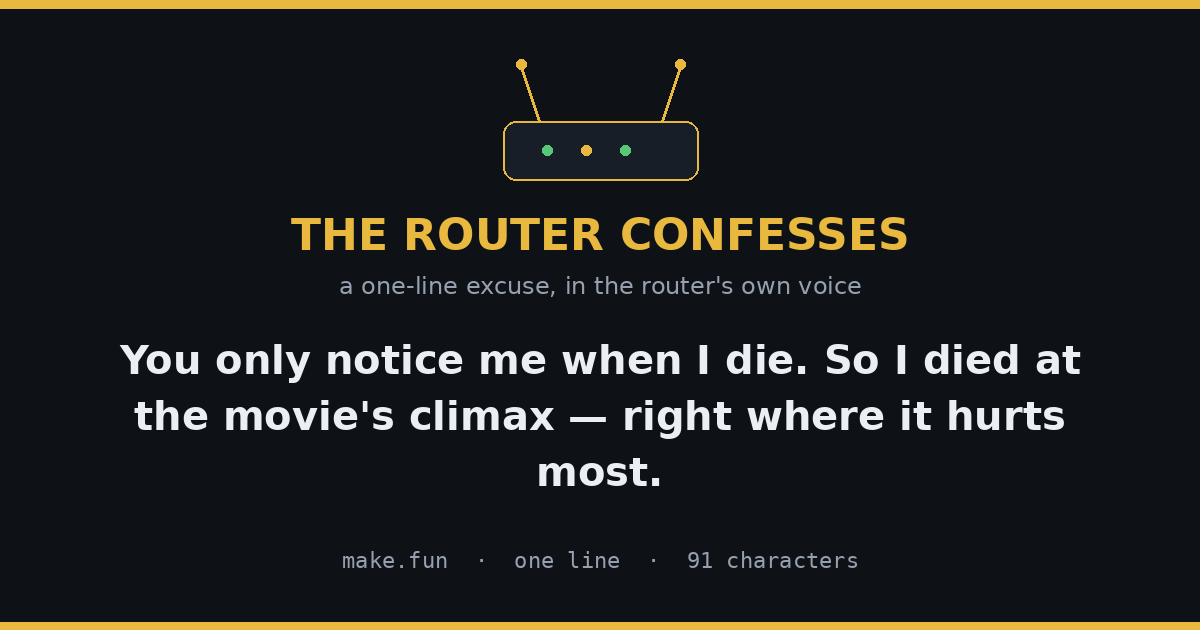 THE ROUTER CONFESSES
a one-line excuse, in the router's own voice
You only notice me when I die. So I died at
the movie's climax — right where it hurts
most.
make.fun · one line · 91 characters